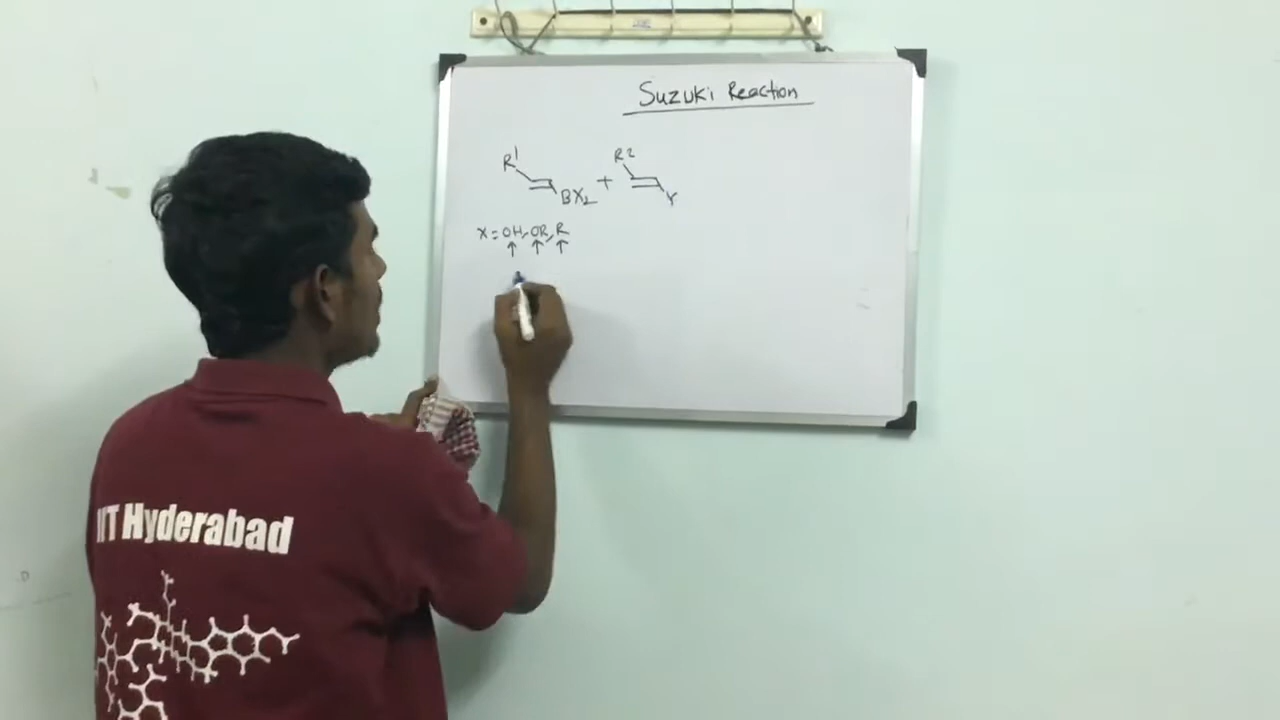 Suzuki Reaction
R1 BX2 + R2 Y
X = OH, OR, R
IIT Hyderabad